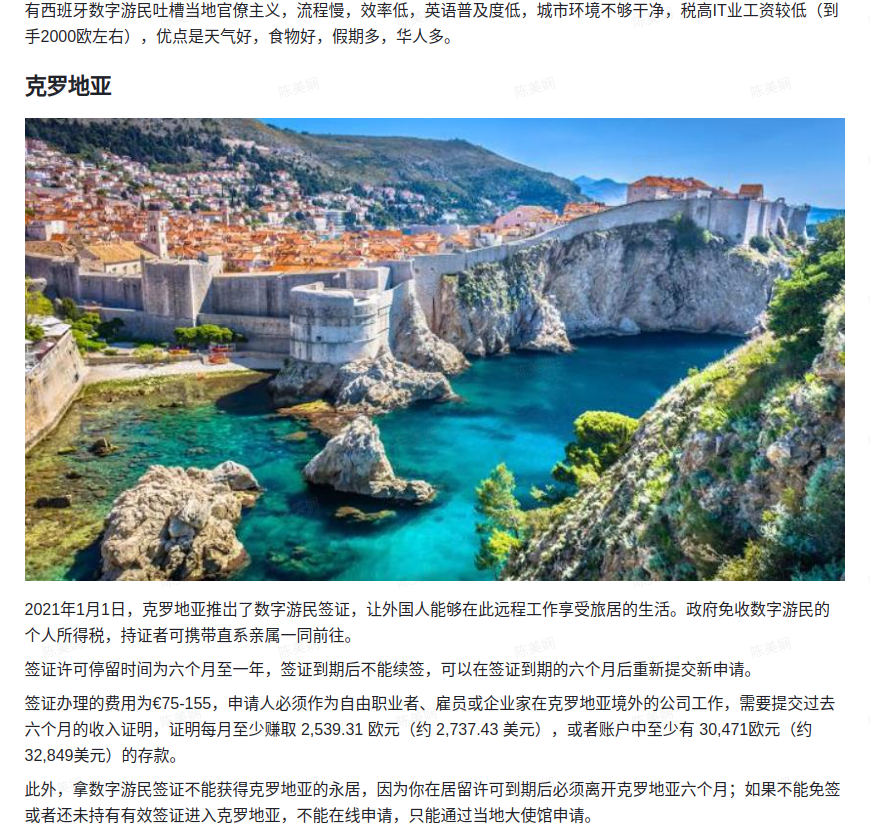 有西班牙数字游民吐槽当地官僚主义，流程慢，效率低，英语普及度低，城市环境不够干净，税高IT业工资较低（到
手2000欧左右），优点是天气好，食物好，假期多，华人多。
克罗地亚
2021年1月1日，克罗地亚推出了数字游民签证，让外国人能够在此远程工作享受旅居的生活。政府免收数字游民的
个人所得税，持证者可携带直系亲属一同前往。
签证许可停留时间为六个月至一年，签证到期后不能续签，可以在签证到期的六个月后重新提交新申请。
签证办理的费用为€75-155，申请人必须作为自由职业者、雇员或企业家在克罗地亚境外的公司工作，需要提交过去
六个月的收入证明，证明每月至少赚取 2,539.31 欧元（约 2,737.43 美元），或者账户中至少有 30,471欧元（约
32,849美元）的存款。
此外，拿数字游民签证不能获得克罗地亚的永居，因为你在居留许可到期后必须离开克罗地亚六个月；如果不能免签
或者还未持有有效签证进入克罗地亚，不能在线申请，只能通过当地大使馆申请。